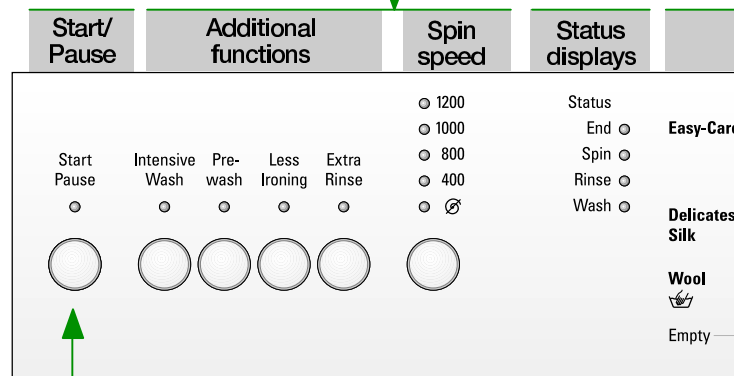 Start/
Pause
Additional
functions
Spin
speed
Status
displays
Start
Pause
Intensive
Wash
Pre-
wash
Less
Ironing
Extra
Rinse
1200
1000
800
400
Status
End
Spin
Rinse
Wash
Easy-Care
Delicates
Silk
Wool
Empty